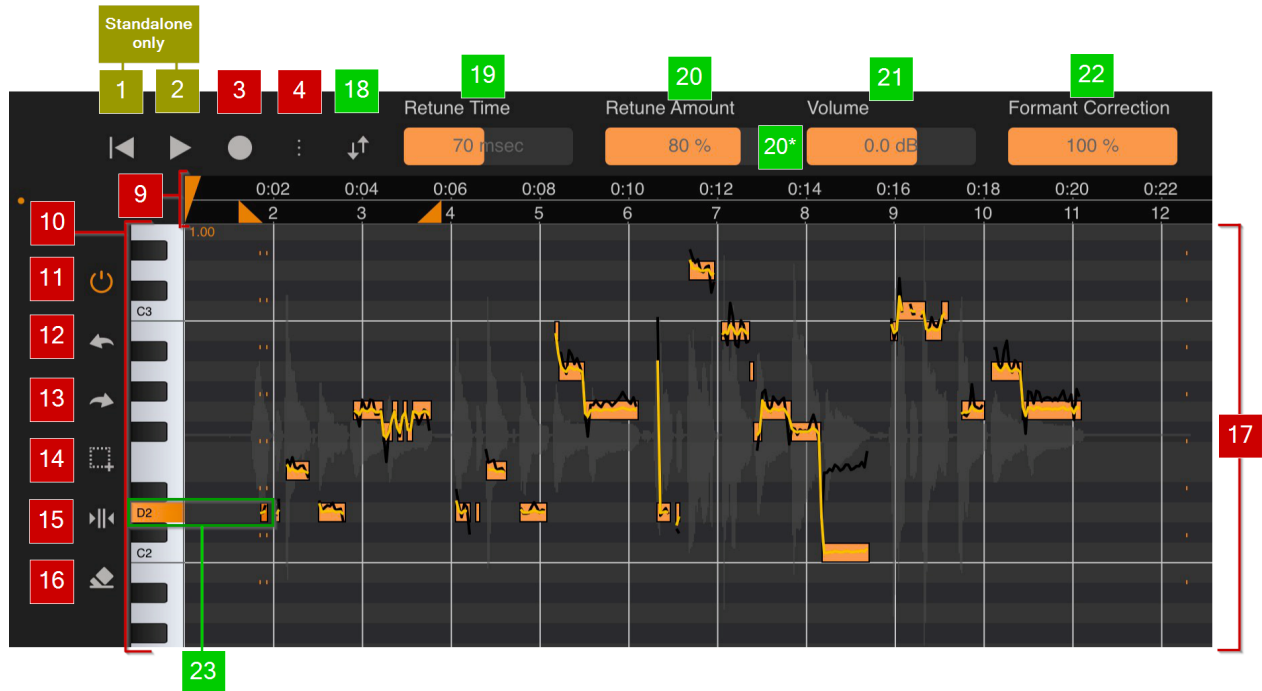 Standalone
only
1 2 3 4 18 19 20 21 22
Retune Time Retune Amount Volume Formant Correction
70 msec 80 % 20* 0.0 dB 100 %
9 0:02 0:04 0:06 0:08 0:10 0:12 0:14 0:16 0:18 0:20 0:22
2 3 4 5 6 7 8 9 10 11 12
10 1.00
11
C3
12
13
17
14
15 D2
C2
16
23